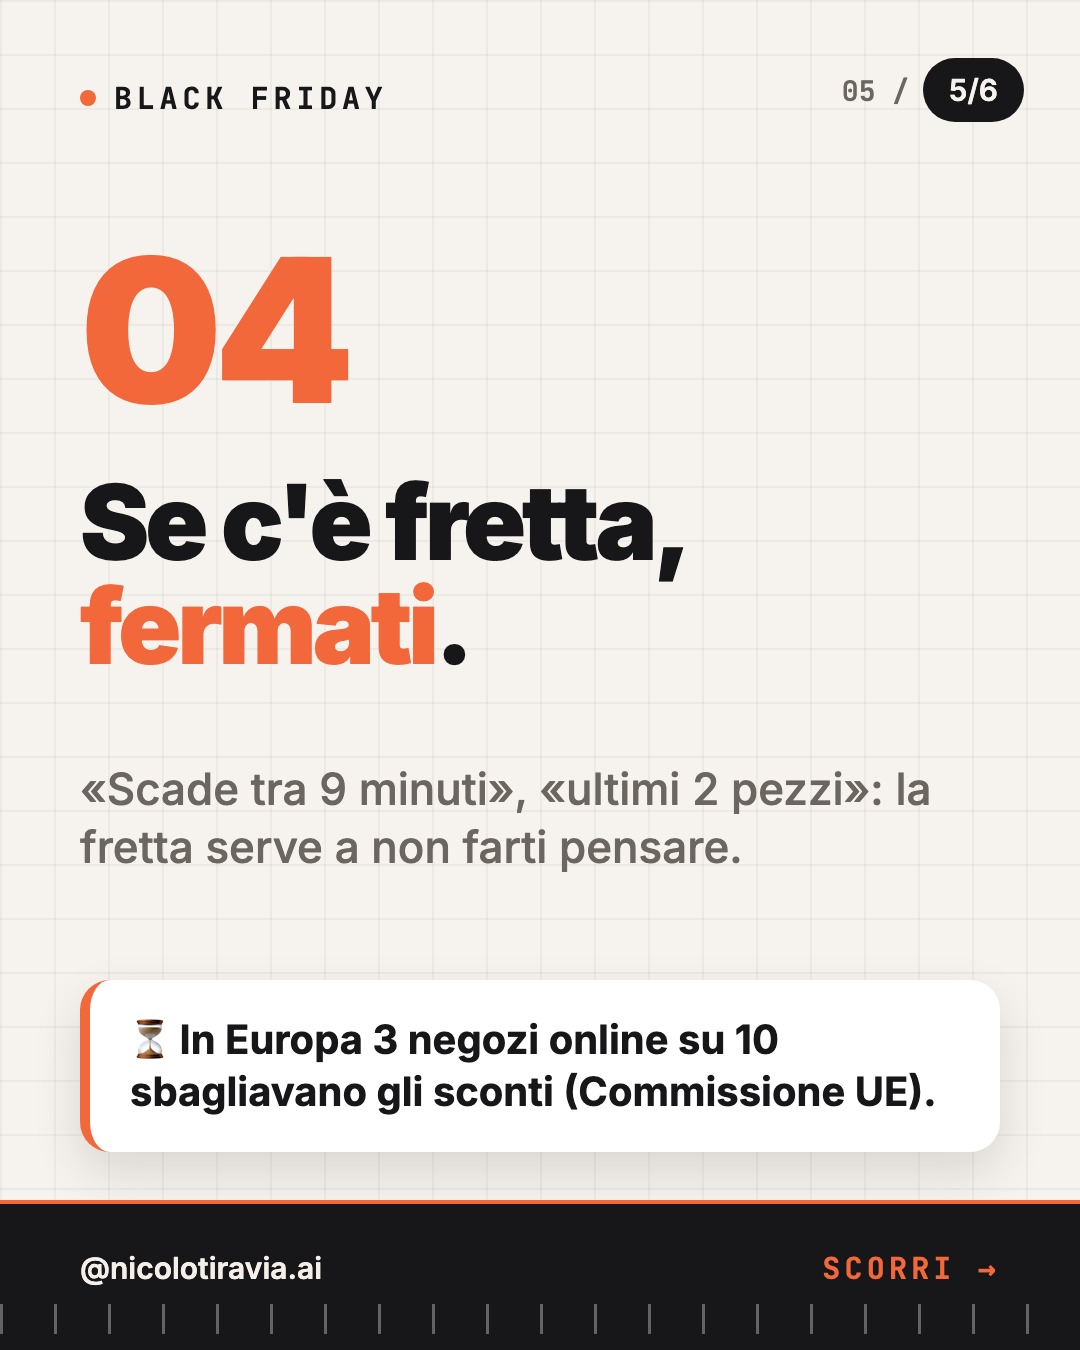 BLACK FRIDAY
05 / 5/6
04
Se c'è fretta,
fermati.
«Scade tra 9 minuti», «ultimi 2 pezzi»: la
fretta serve a non farti pensare.
⏳ In Europa 3 negozi online su 10
sbagliavano gli sconti (Commissione UE).
@nicolotiravia.ai
SCORRI →